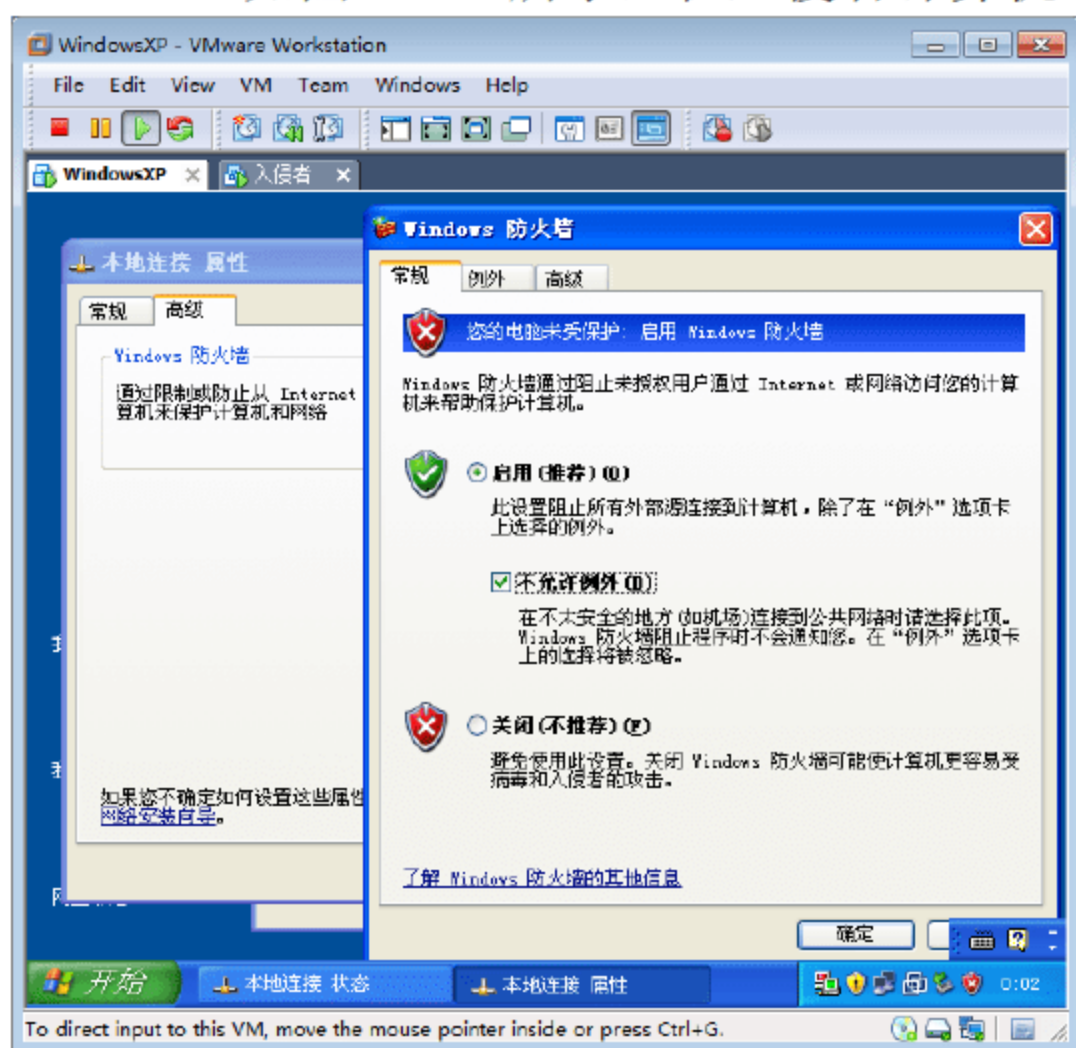 WindowsXP - VMware Workstation
File Edit View VM Team Windows Help
WindowsXP
入侵者
Windows 防火墙
本地连接 属性
常规 例外 高级
常规 高级
您的电脑未受保护: 启用 Windows 防火墙
Windows 防火墙
通过限制或防止从 Internet
算机来保护计算机和网络
Windows 防火墙通过阻止未授权用户通过 Internet 或网络访问您的计算
机来帮助保护计算机。
启用(推荐)(O)
此设置阻止所有外部源连接到计算机，除了在“例外”选项卡
上选择的例外。
不允许例外(D)
在不太安全的地方(如机场)连接到公共网络时请选择此项。
Windows 防火墙阻止程序时不会通知您。在“例外”选项卡
上的选择将被忽略。
关闭(不推荐)(F)
避免使用此设置。关闭 Windows 防火墙可能使计算机更容易受
病毒和入侵者的攻击。
如果您不确定如何设置这些属性
网络安装向导。
了解 Windows 防火墙的其他信息
确定
开始
本地连接 状态
本地连接 属性
0:02
To direct input to this VM, move the mouse pointer inside or press Ctrl+G.